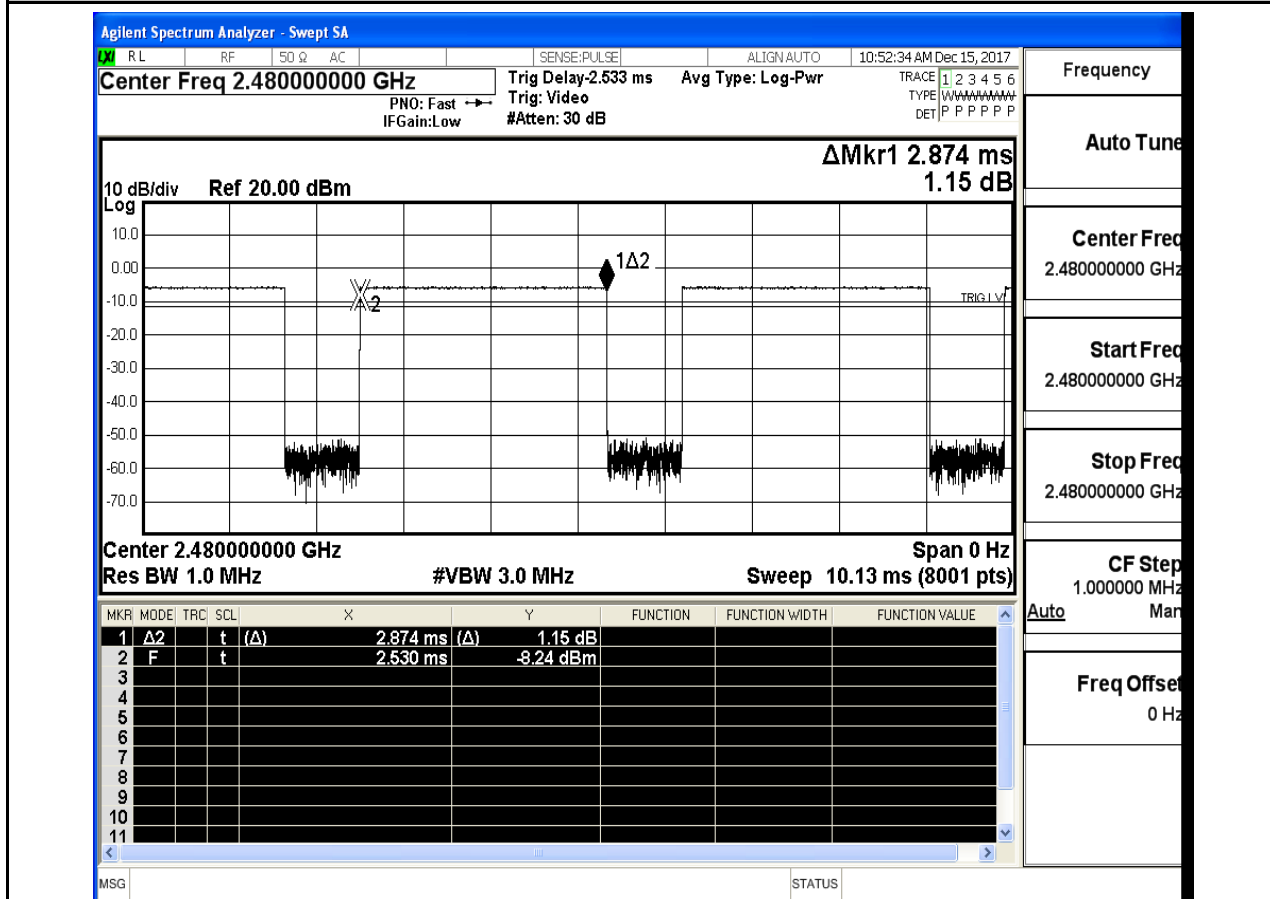 Agilent Spectrum Analyzer - Swept SA
LXI RL RF 50 Ω AC SENSE:PULSE ALIGN AUTO 10:52:34 AM Dec 15, 2017
Center Freq 2.480000000 GHz
PNO: Fast
IFGain:Low
Trig Delay-2.533 ms
Trig: Video
#Atten: 30 dB
Avg Type: Log-Pwr
TRACE 1 2 3 4 5 6
TYPE WWWWWW
DET P P P P P P
ΔMkr1 2.874 ms
1.15 dB
10 dB/div Ref 20.00 dBm
Log
10.0
0.00
-10.0
-20.0
-30.0
-40.0
-50.0
-60.0
-70.0
1Δ2
2
TRIG LVL
Center 2.480000000 GHz Span 0 Hz
Res BW 1.0 MHz #VBW 3.0 MHz Sweep 10.13 ms (8001 pts)
MKR MODE TRC SCL X Y FUNCTION FUNCTION WIDTH FUNCTION VALUE
1 Δ2 t (Δ) 2.874 ms (Δ) 1.15 dB
2 F t 2.530 ms -8.24 dBm
3
4
5
6
7
8
9
10
11
MSG STATUS
Frequency
Auto Tune
Center Freq
2.480000000 GHz
Start Freq
2.480000000 GHz
Stop Freq
2.480000000 GHz
CF Step
1.000000 MHz
Auto Man
Freq Offset
0 Hz